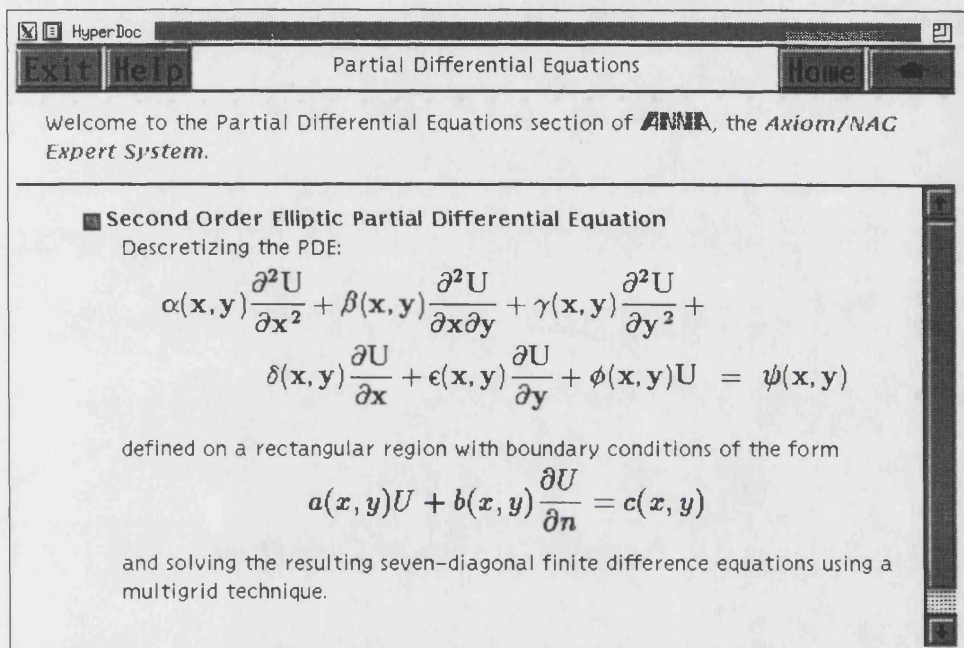 HyperDoc
Exit Help Partial Differential Equations Home
Welcome to the Partial Differential Equations section of ANNA, the Axiom/NAG
Expert System.
Second Order Elliptic Partial Differential Equation
Descretizing the PDE:
α(x, y) ∂²U/∂x² + β(x, y) ∂²U/∂x∂y + γ(x, y) ∂²U/∂y² +
δ(x, y) ∂U/∂x + ϵ(x, y) ∂U/∂y + ϕ(x, y)U = ψ(x, y)
defined on a rectangular region with boundary conditions of the form
a(x, y)U + b(x, y) ∂U/∂n = c(x, y)
and solving the resulting seven-diagonal finite difference equations using a
multigrid technique.